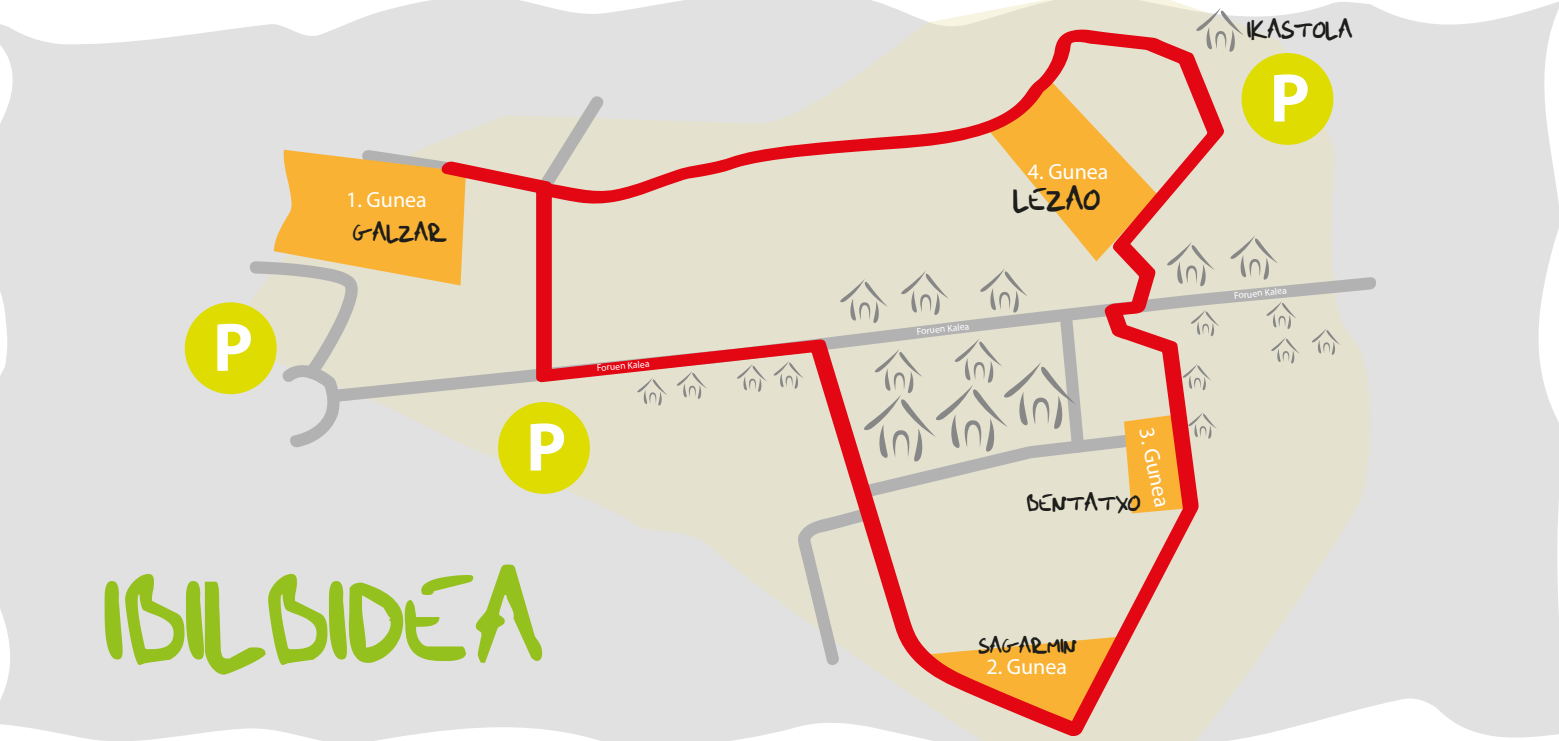 IKASTOLA
P
4. Gunea
LEZAO
1. Gunea
GALZAR
Foruen Kalea
Foruen Kalea
Foruen Kalea
P
P
3. Gunea
BENTATXO
IBILBIDEA
SAGARMIN
2. Gunea